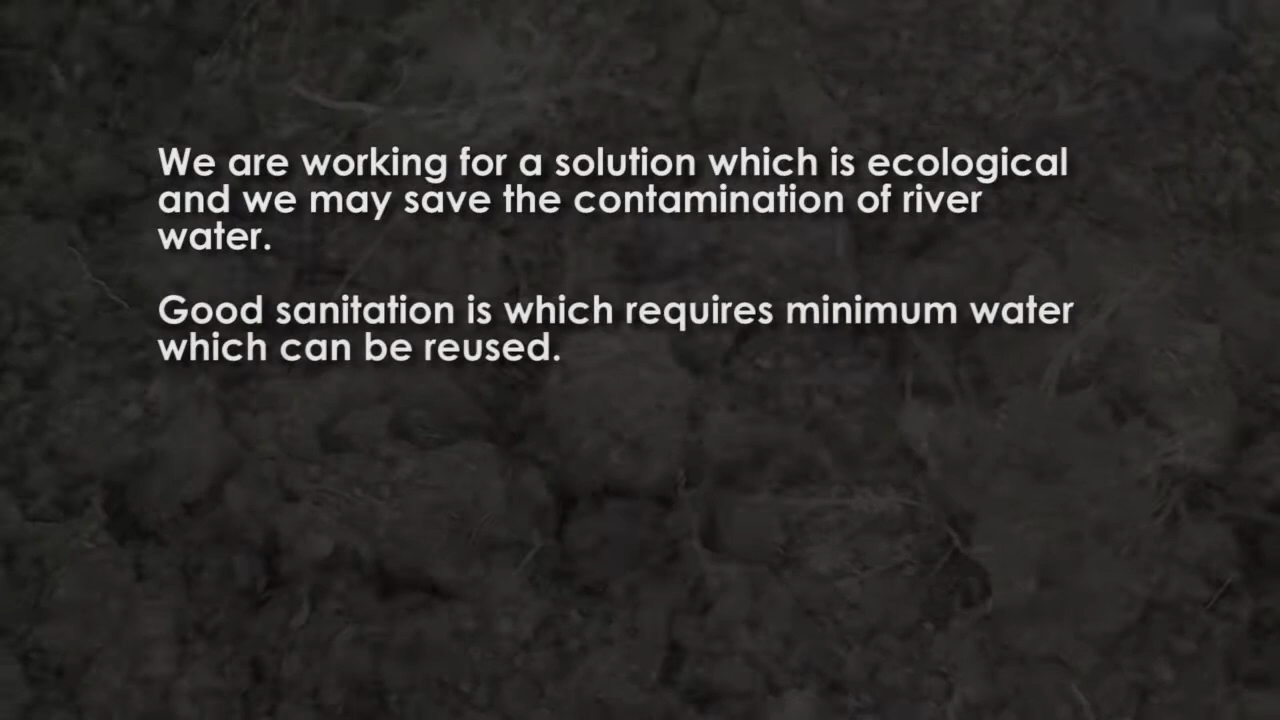 We are working for a solution which is ecological
and we may save the contamination of river
water.
Good sanitation is which requires minimum water
which can be reused.